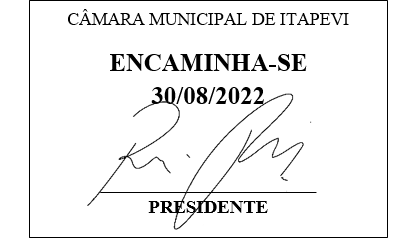 CÂMARA MUNICIPAL DE ITAPEVI
ENCAMINHA-SE
30/08/2022
PRESIDENTE